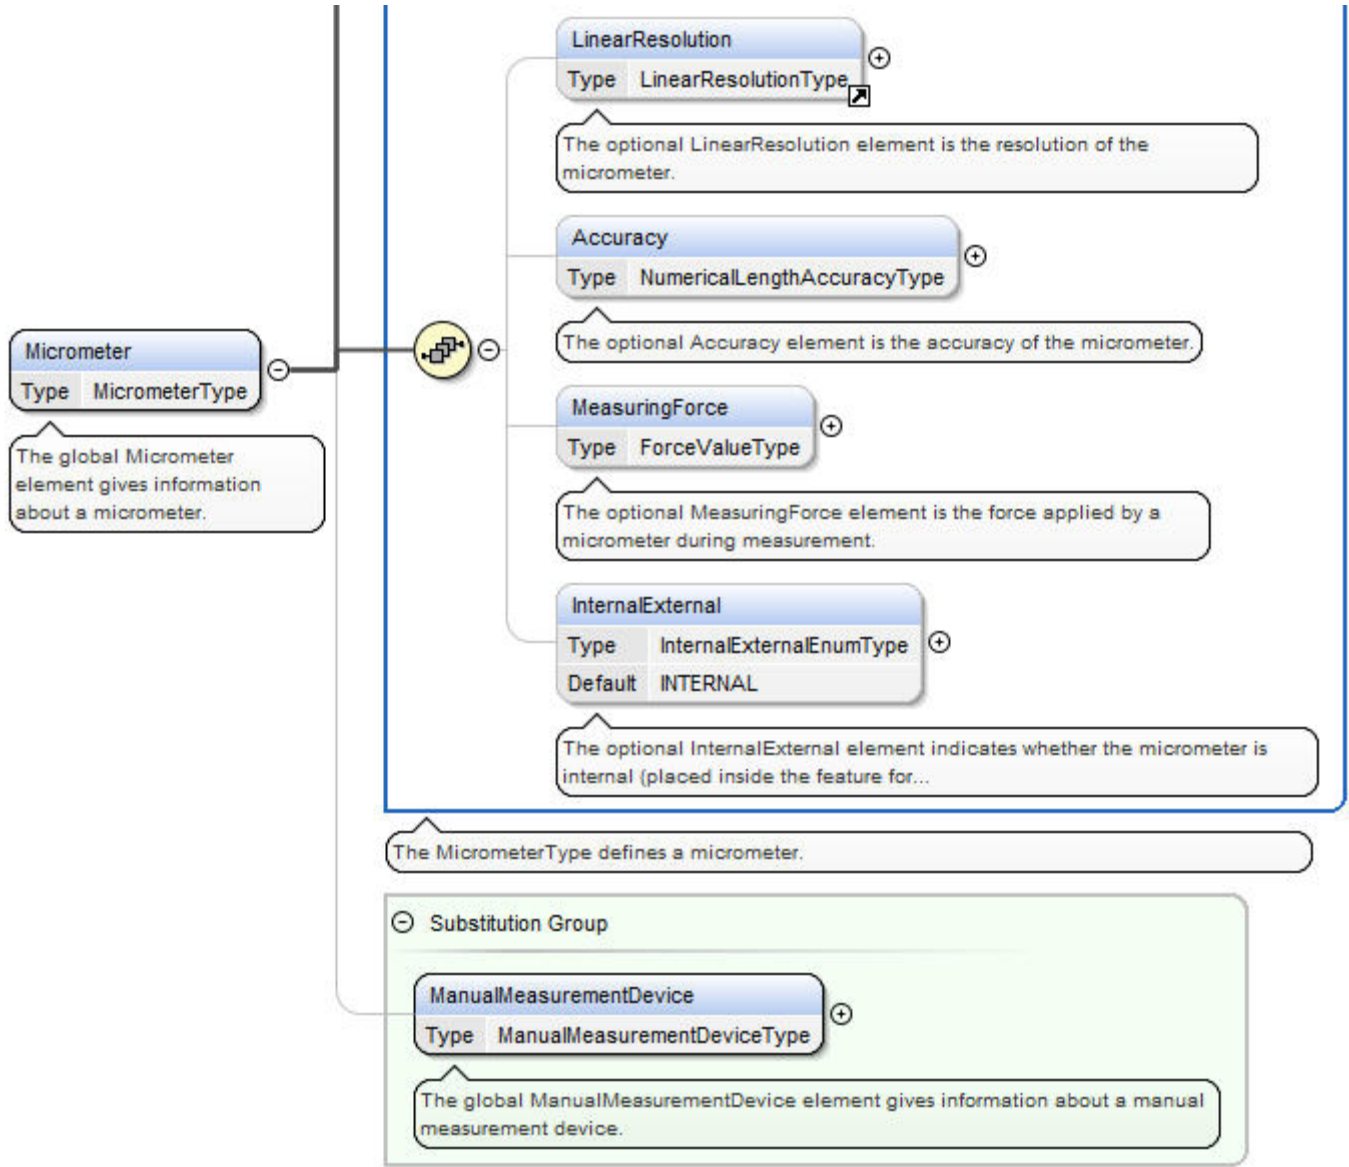 LinearResolution
Type LinearResolutionType
The optional LinearResolution element is the resolution of the
micrometer.
Accuracy
Type NumericalLengthAccuracyType
The optional Accuracy element is the accuracy of the micrometer.
Micrometer
Type MicrometerType
The global Micrometer
element gives information
about a micrometer.
MeasuringForce
Type ForceValueType
The optional MeasuringForce element is the force applied by a
micrometer during measurement.
InternalExternal
Type InternalExternalEnumType
Default INTERNAL
The optional InternalExternal element indicates whether the micrometer is
internal (placed inside the feature for...
The MicrometerType defines a micrometer.
Substitution Group
ManualMeasurementDevice
Type ManualMeasurementDeviceType
The global ManualMeasurementDevice element gives information about a manual
measurement device.